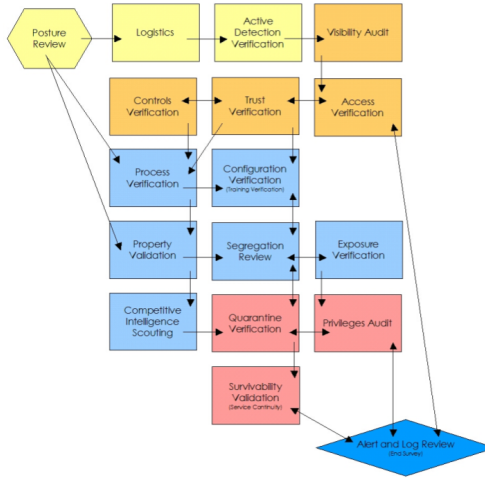 Posture
Review
Logistics
Active
Detection
Verification
Visibility Audit
Controls
Verification
Trust
Verification
Access
Verification
Process
Verification
Configuration
Verification
(Training Verification)
Property
Validation
Segregation
Review
Exposure
Verification
Competitive
Intelligence
Scouting
Quarantine
Verification
Privileges Audit
Survivability
Validation
(Service Continuity)
Alert and Log Review
(End Survey)